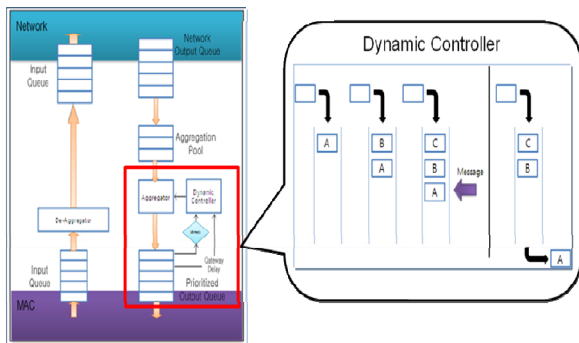 Network
Input
Queue
Network
Output Queue
Aggregation
Pool
De-Aggregator
Aggregator
Dynamic
Controller
Gateway
Delay
Input
Queue
Prioritized
Output Queue
MAC
Dynamic Controller
A
B
A
C
B
A
Message
C
B
A